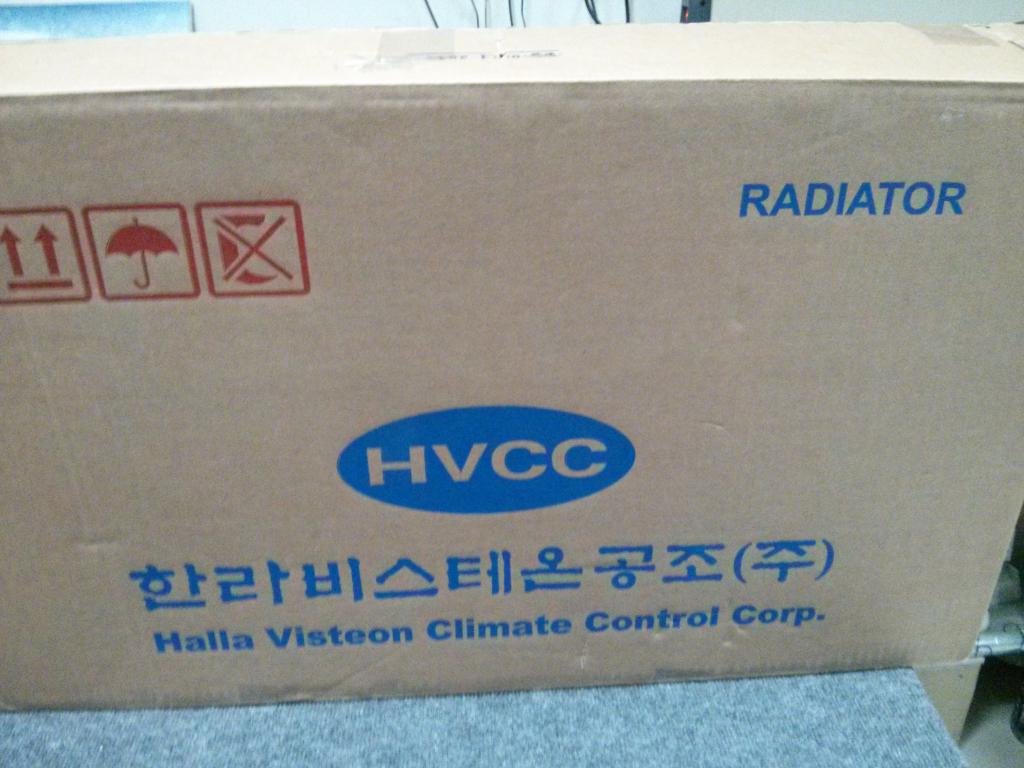 RADIATOR
HVCC
한라비스테온공조(주)
Halla Visteon Climate Control Corp.